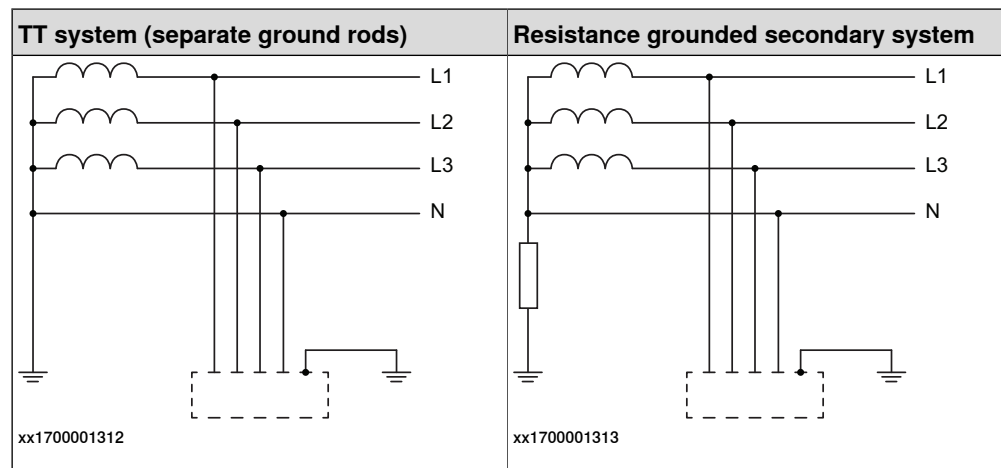 TT system (separate ground rods)
Resistance grounded secondary system
L1
L2
L3
N
xx1700001312
L1
L2
L3
N
xx1700001313